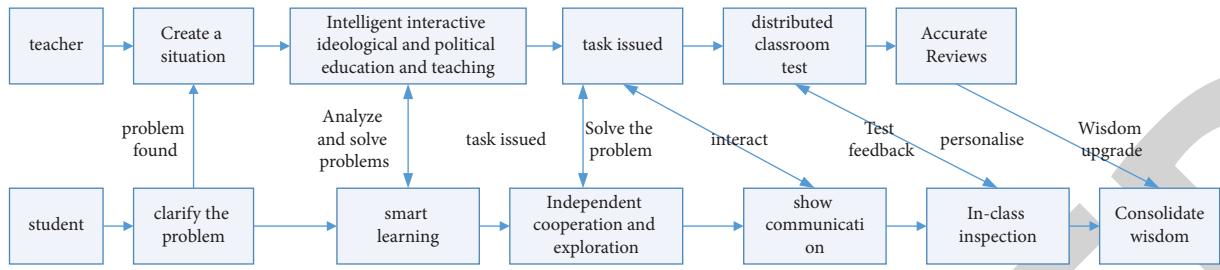 teacher
Create a
situation
Intelligent interactive
ideological and political
education and teaching
task issued
distributed
classroom
test
Accurate
Reviews
problem
found
Analyze
and solve
problems
task issued
Solve the
problem
interact
Test
feedback
personalise
Wisdom
upgrade
student
clarify the
problem
smart
learning
Independent
cooperation and
exploration
show
communicati
on
In-class
inspection
Consolidate
wisdom